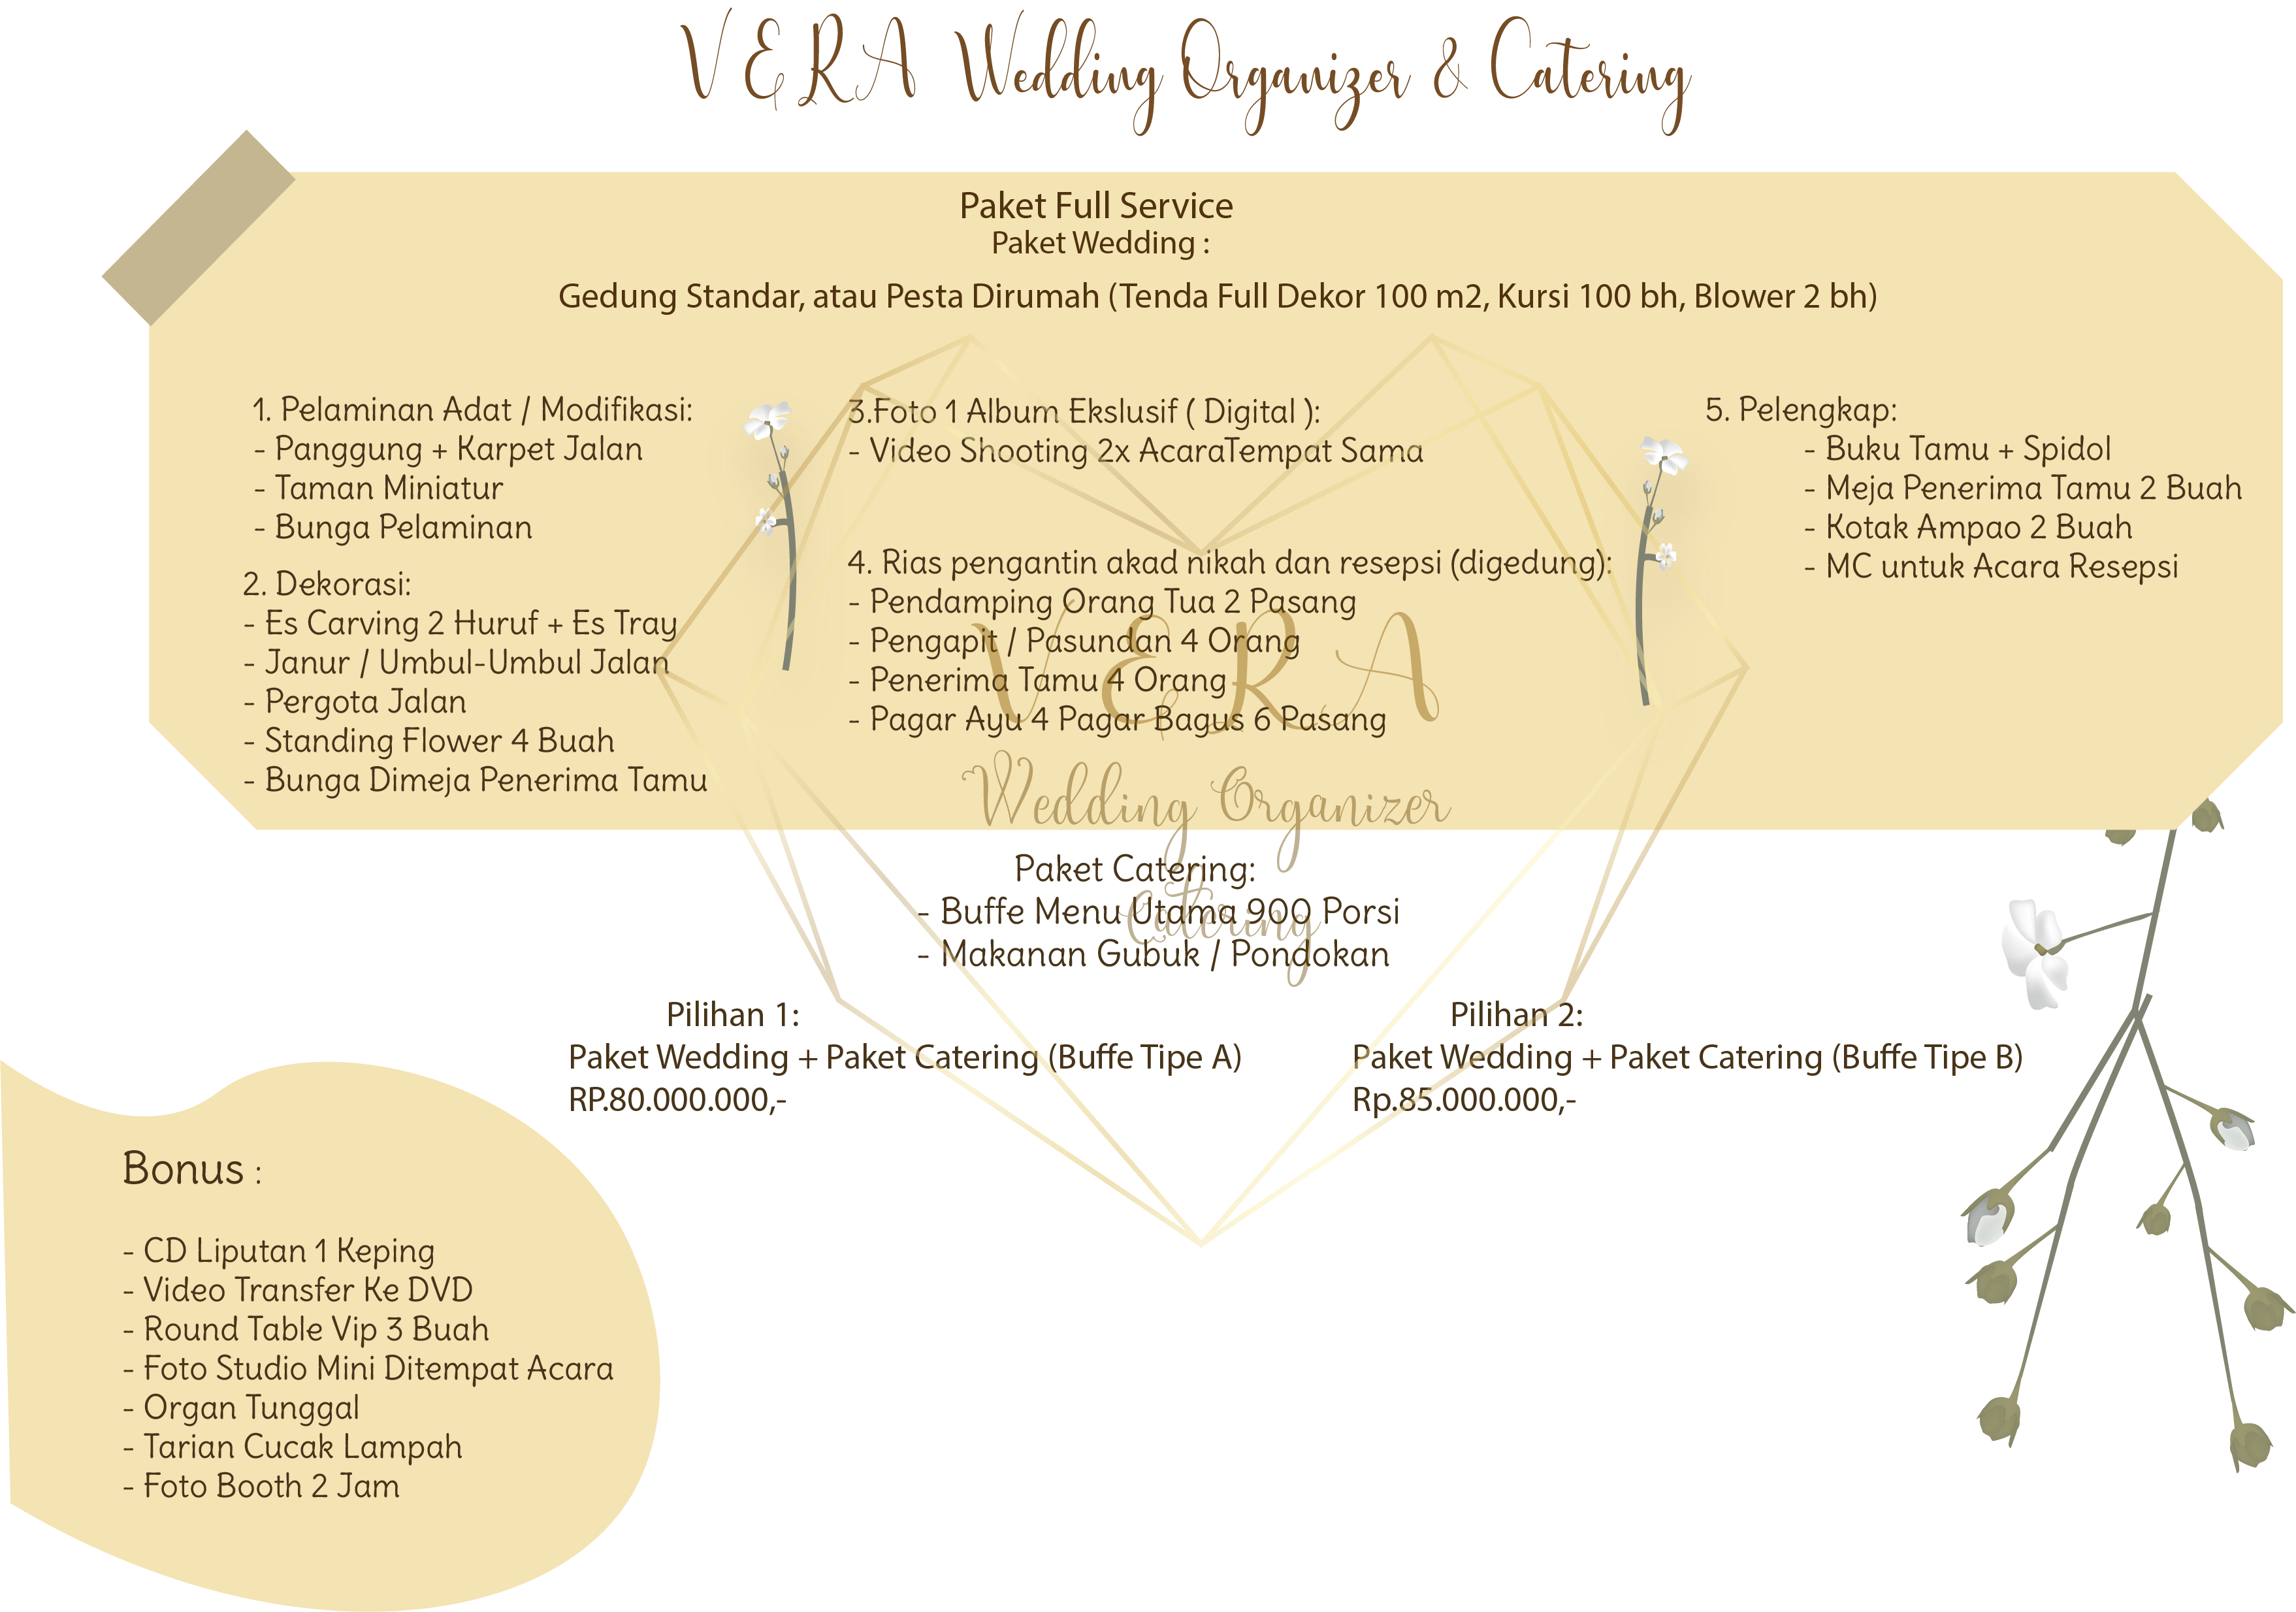 VERA Wedding Organizer & Catering
Paket Full Service
Paket Wedding :
Gedung Standar, atau Pesta Dirumah (Tenda Full Dekor 100 m2, Kursi 100 bh, Blower 2 bh)
1. Pelaminan Adat / Modifikasi:
- Panggung + Karpet Jalan
- Taman Miniatur
- Bunga Pelaminan
2. Dekorasi:
- Es Carving 2 Huruf + Es Tray
- Janur / Umbul-Umbul Jalan
- Pergota Jalan
- Standing Flower 4 Buah
- Bunga Dimeja Penerima Tamu
3.Foto 1 Album Ekslusif ( Digital ):
- Video Shooting 2x AcaraTempat Sama
4. Rias pengantin akad nikah dan resepsi (digedung):
- Pendamping Orang Tua 2 Pasang
- Pengapit / Pasundan 4 Orang
- Penerima Tamu 4 Orang
- Pagar Ayu 4 Pagar Bagus 6 Pasang
5. Pelengkap:
- Buku Tamu + Spidol
- Meja Penerima Tamu 2 Buah
- Kotak Ampao 2 Buah
- MC untuk Acara Resepsi
VERA
Wedding Organizer
Catering
Paket Catering:
- Buffe Menu Utama 900 Porsi
- Makanan Gubuk / Pondokan
Pilihan 1:
Paket Wedding + Paket Catering (Buffe Tipe A)
RP.80.000.000,-
Pilihan 2:
Paket Wedding + Paket Catering (Buffe Tipe B)
Rp.85.000.000,-
Bonus :
- CD Liputan 1 Keping
- Video Transfer Ke DVD
- Round Table Vip 3 Buah
- Foto Studio Mini Ditempat Acara
- Organ Tunggal
- Tarian Cucak Lampah
- Foto Booth 2 Jam